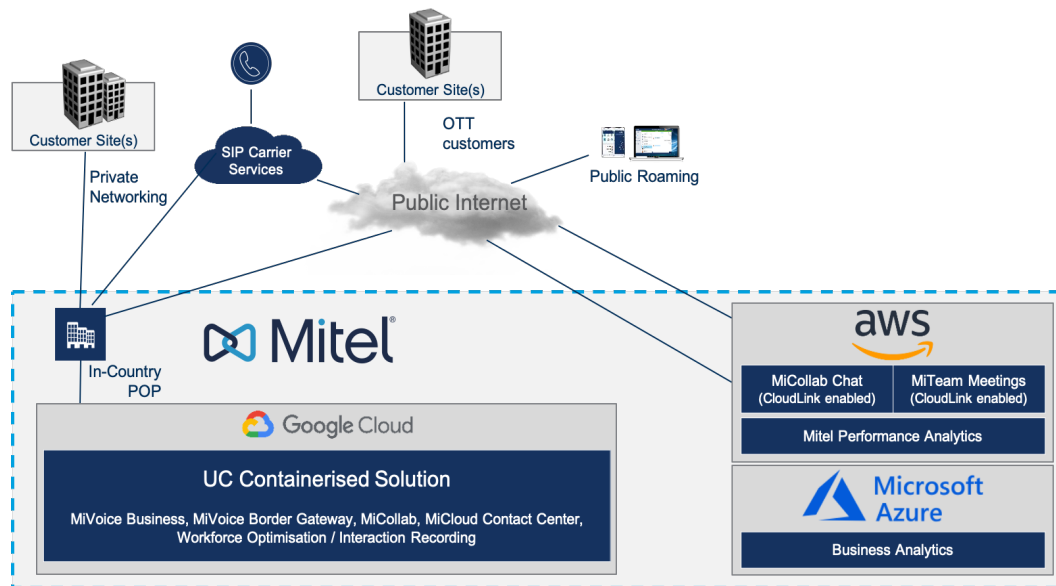 Customer Site(s)
OTT
customers
Customer Site(s)
SIP Carrier
Services
Private
Networking
Public Internet
Public Roaming
Mitel®
In-Country
POP
Google Cloud
UC Containerised Solution
MiVoice Business, MiVoice Border Gateway, MiCollab, MiCloud Contact Center,
Workforce Optimisation / Interaction Recording
aws
MiCollab Chat
(CloudLink enabled)
MiTeam Meetings
(CloudLink enabled)
Mitel Performance Analytics
Microsoft
Azure
Business Analytics